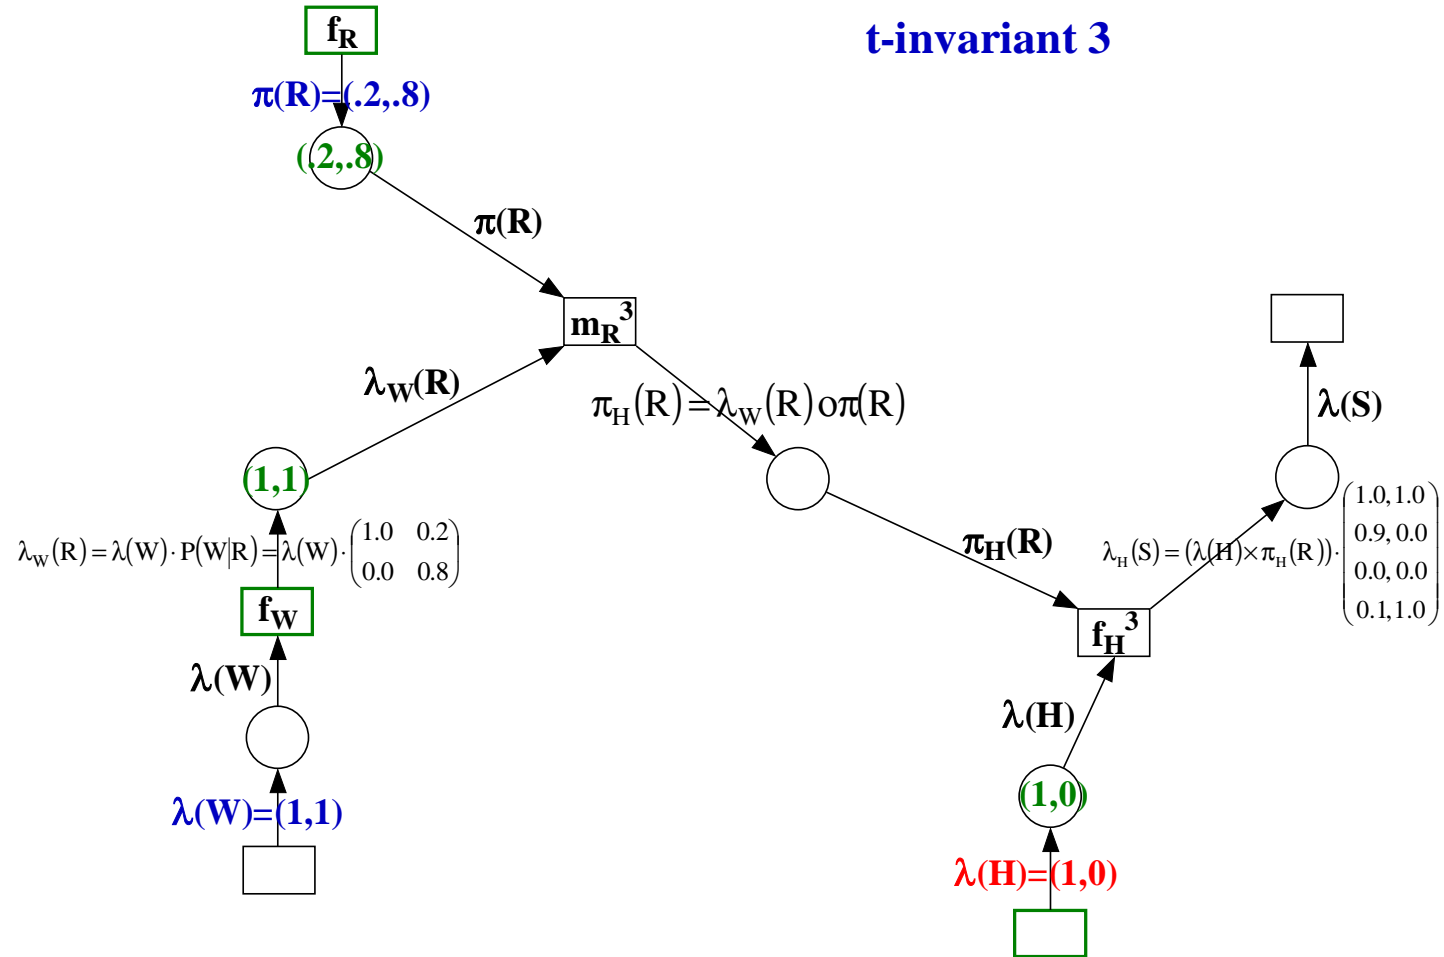 t-invariant 3
f_R
π(R)=(.2,.8)
(.2,.8)
π(R)
m_R^3
λ_W(R)
π_H(R)=λ_W(R)oπ(R)
λ(S)
(1,1)
λ_W(R)=λ(W)·P(W|R)=λ(W)·(1.0 0.2
0.0 0.8)
π_H(R)
λ_H(S)=(λ(H)×π_H(R))·(1.0,1.0
0.9,0.0
0.0,0.0
0.1,1.0)
f_W
f_H^3
λ(W)
λ(H)
λ(W)=(1,1)
(1,0)
λ(H)=(1,0)